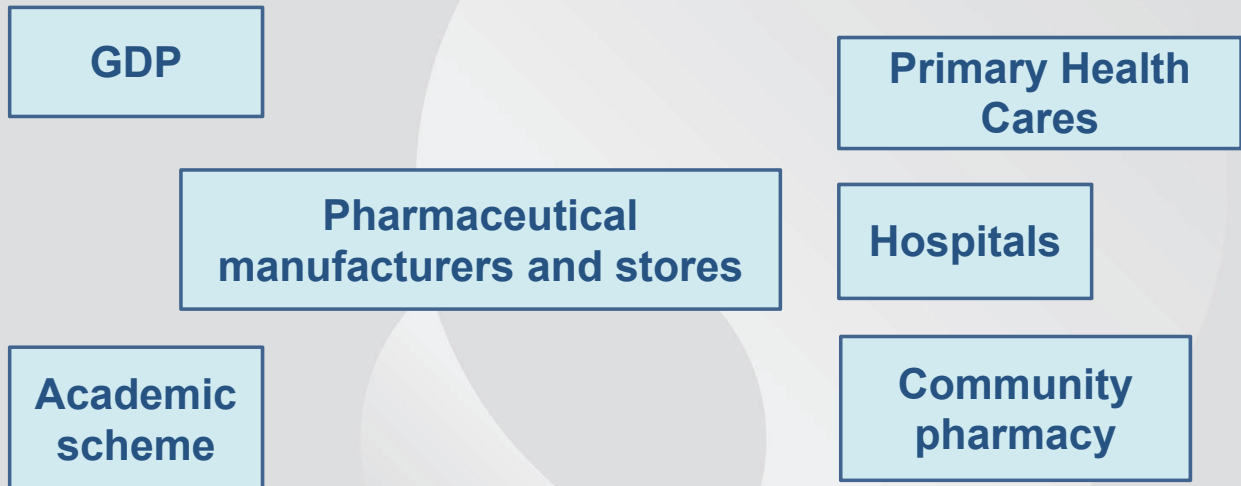 GDP
Primary Health
Cares
Pharmaceutical
manufacturers and stores
Hospitals
Academic
scheme
Community
pharmacy